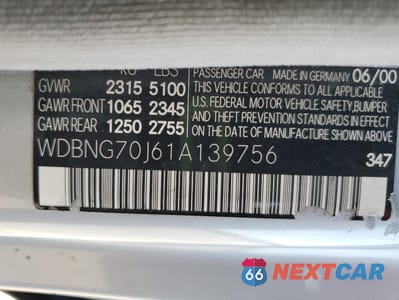 KG LBS PASSENGER CAR MADE IN GERMANY 06/00
GVWR 2315 5100 THIS VEHICLE CONFORMS TO ALL APPLICABLE
GAWR FRONT 1065 2345 U.S. FEDERAL MOTOR VEHICLE SAFETY, BUMPER
GAWR REAR 1250 2755 AND THEFT PREVENTION STANDARDS IN EFFECT
ON THE DATE OF MANUFACTURE SHOWN ABOVE.
WDBNG70J61A139756 347
66 NEXTCAR